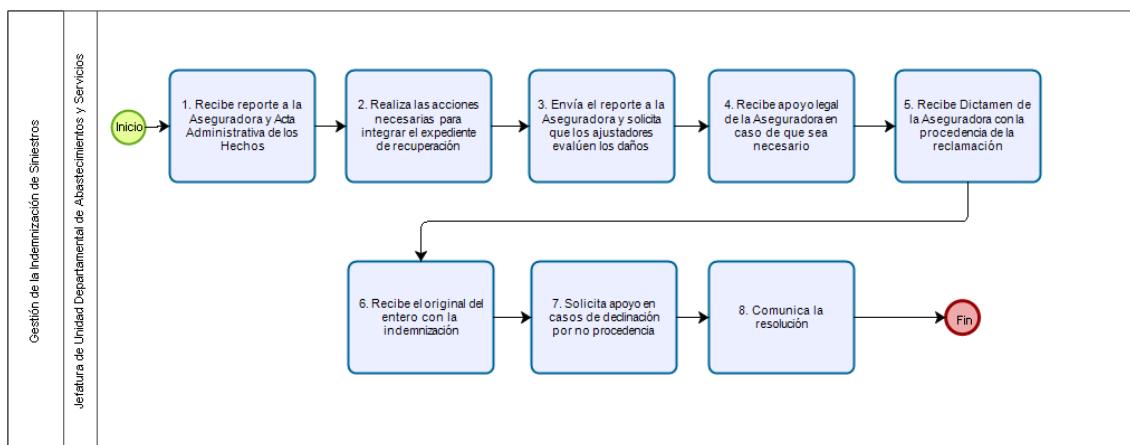 Gestión de la Indemnización de Siniestros
Jefatura de Unidad Departamental de Abastecimientos y Servicios
Inicio
1. Recibe reporte a la
Aseguradora y Acta
Administrativa de los
Hechos
2. Realiza las acciones
necesarias para
integrar el expediente
de recuperación
3. Envía el reporte a la
Aseguradora y solicita
que los ajustadores
evalúen los daños
4. Recibe apoyo legal
de la Aseguradora en
caso de que sea
necesario
5. Recibe Dictamen de
la Aseguradora con la
procedencia de la
reclamación
6. Recibe el original del
entero con la
indemnización
7. Solicita apoyo en
casos de declinación
por no procedencia
8. Comunica la
resolución
Fin